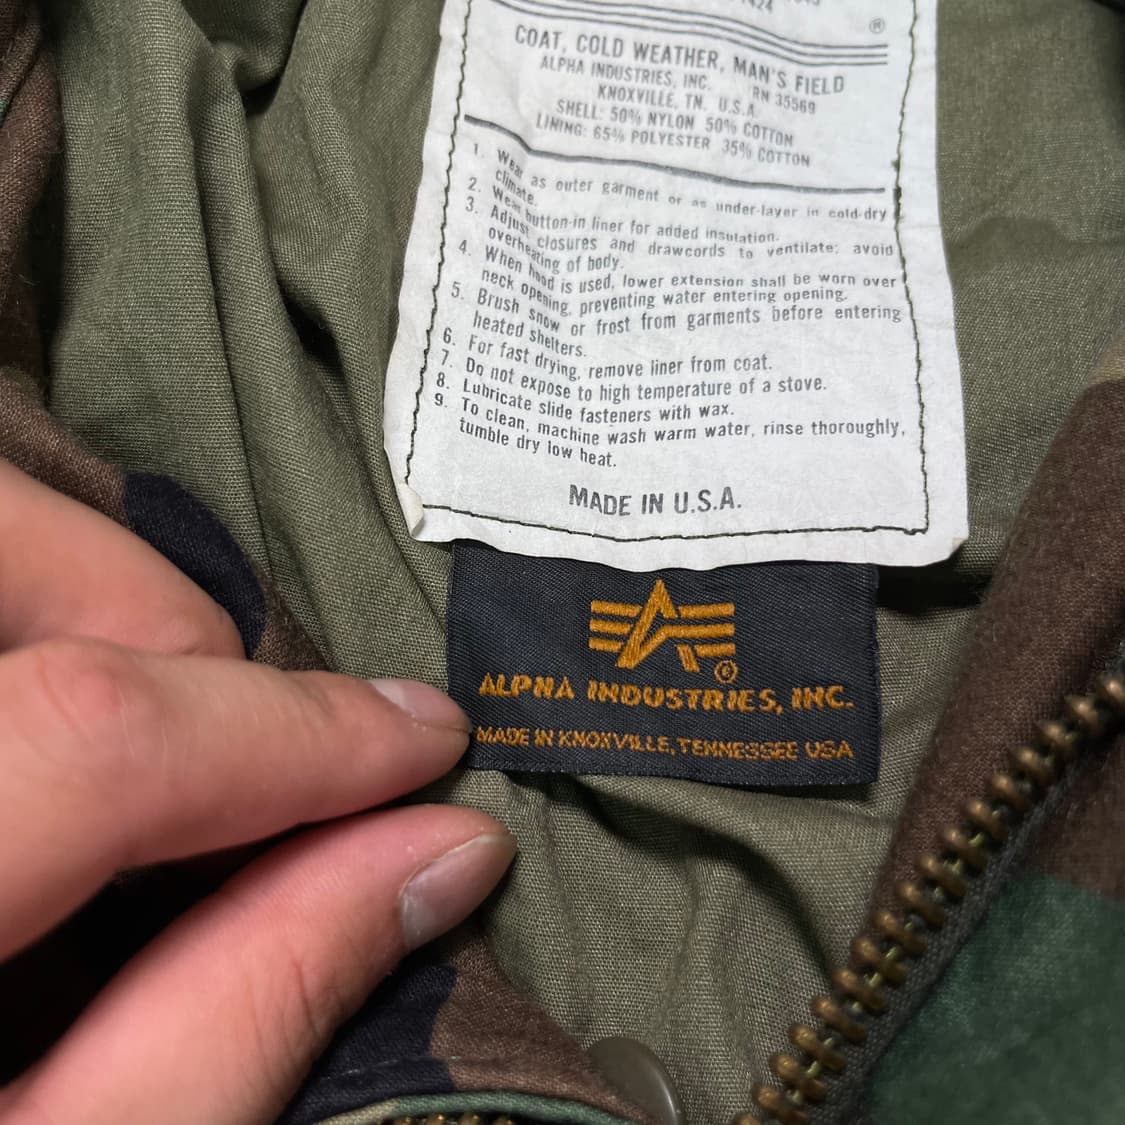 ®
COAT, COLD WEATHER, MAN'S FIELD
ALPHA INDUSTRIES, INC. RN 35569
KNOXVILLE, TN. U.S.A.
SHELL: 50% NYLON 50% COTTON
LINING: 65% POLYESTER 35% COTTON
1. Wear as outer garment or as under-layer in cold-dry
climate.
2. Wear button-in liner for added insulation.
3. Adjust closures and drawcords to ventilate; avoid
overheating of body.
4. When hood is used, lower extension shall be worn over
neck opening, preventing water entering opening.
5. Brush snow or frost from garments before entering
heated shelters.
6. For fast drying, remove liner from coat.
7. Do not expose to high temperature of a stove.
8. Lubricate slide fasteners with wax.
9. To clean, machine wash warm water, rinse thoroughly,
tumble dry low heat.
MADE IN U.S.A.
®
ALPHA INDUSTRIES, INC.
MADE IN KNOXVILLE, TENNESSEE USA